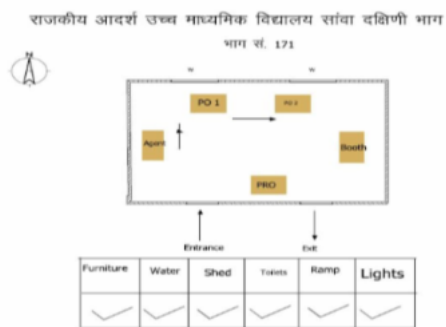 राजकीय आदर्श उच्च माध्यमिक विद्यालय सांवा दक्षिणी भाग
भाग सं. 171
N
PO 1
PO 2
Agent
Booth
PRO
Entrance
Exit
Furniture Water Shed Toilets Ramp Lights